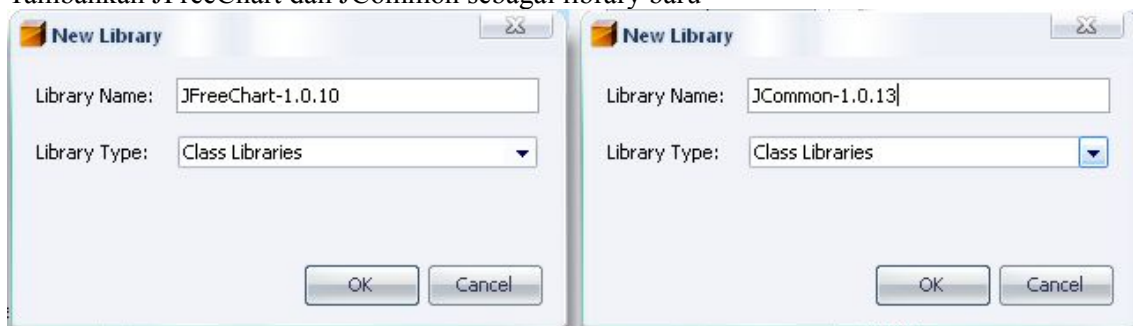 Tambahkan JFreeChart dan JCommon sebagai library baru
New Library
Library Name: JFreeChart-1.0.10
Library Type: Class Libraries
OK Cancel
New Library
Library Name: JCommon-1.0.13
Library Type: Class Libraries
OK Cancel